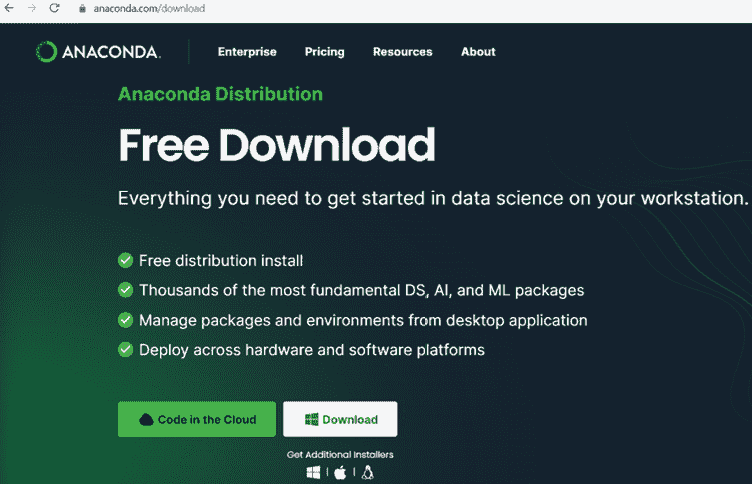 anaconda.com/download
ANACONDA.
Enterprise
Pricing
Resources
About
Anaconda Distribution
Free Download
Everything you need to get started in data science on your workstation.
Free distribution install
Thousands of the most fundamental DS, AI, and ML packages
Manage packages and environments from desktop application
Deploy across hardware and software platforms
Code in the Cloud
Download
Get Additional Installers